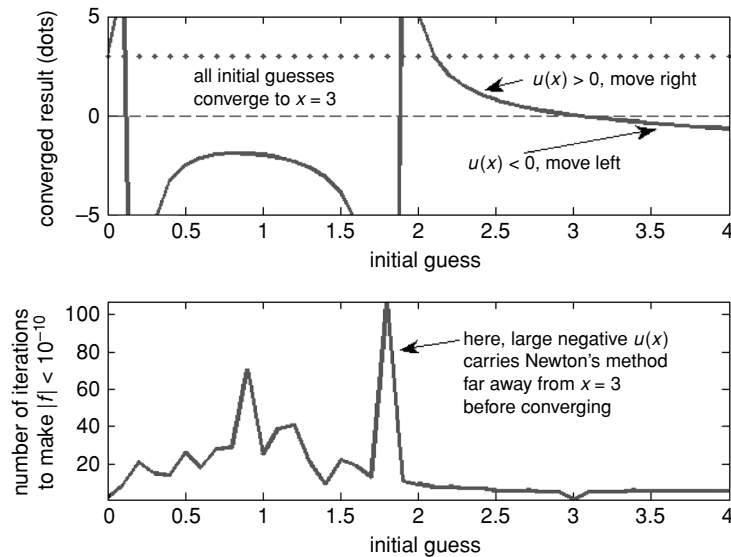 5
0
−5
converged result (dots)
all initial guesses
converge to x = 3
u(x) > 0, move right
u(x) < 0, move left
0 0.5 1 1.5 2 2.5 3 3.5 4
initial guess
100
80
60
40
20
number of iterations
to make |f| < 10⁻¹⁰
here, large negative u(x)
carries Newton's method
far away from x = 3
before converging
0 0.5 1 1.5 2 2.5 3 3.5 4
initial guess